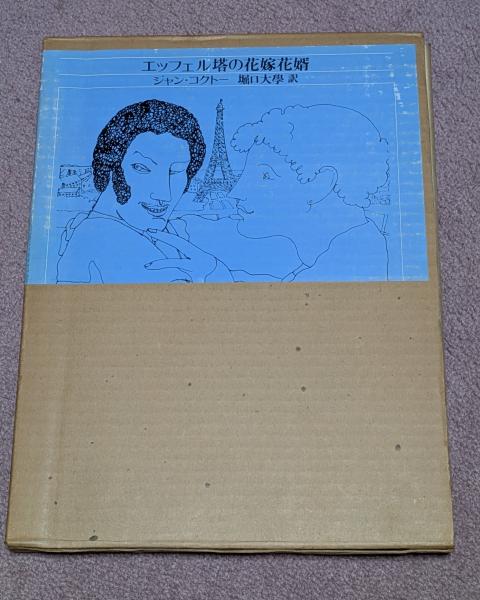 エッフェル塔の花嫁花婿
ジャン・コクトー 堀口大學 訳